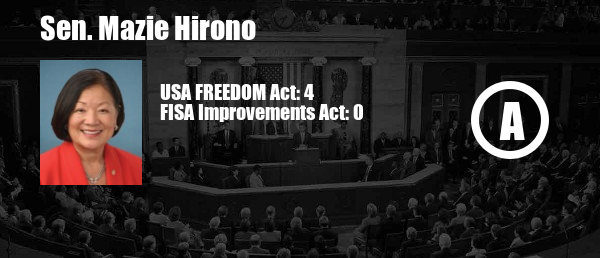 Sen. Mazie Hirono
USA FREEDOM Act: 4
FISA Improvements Act: 0
A